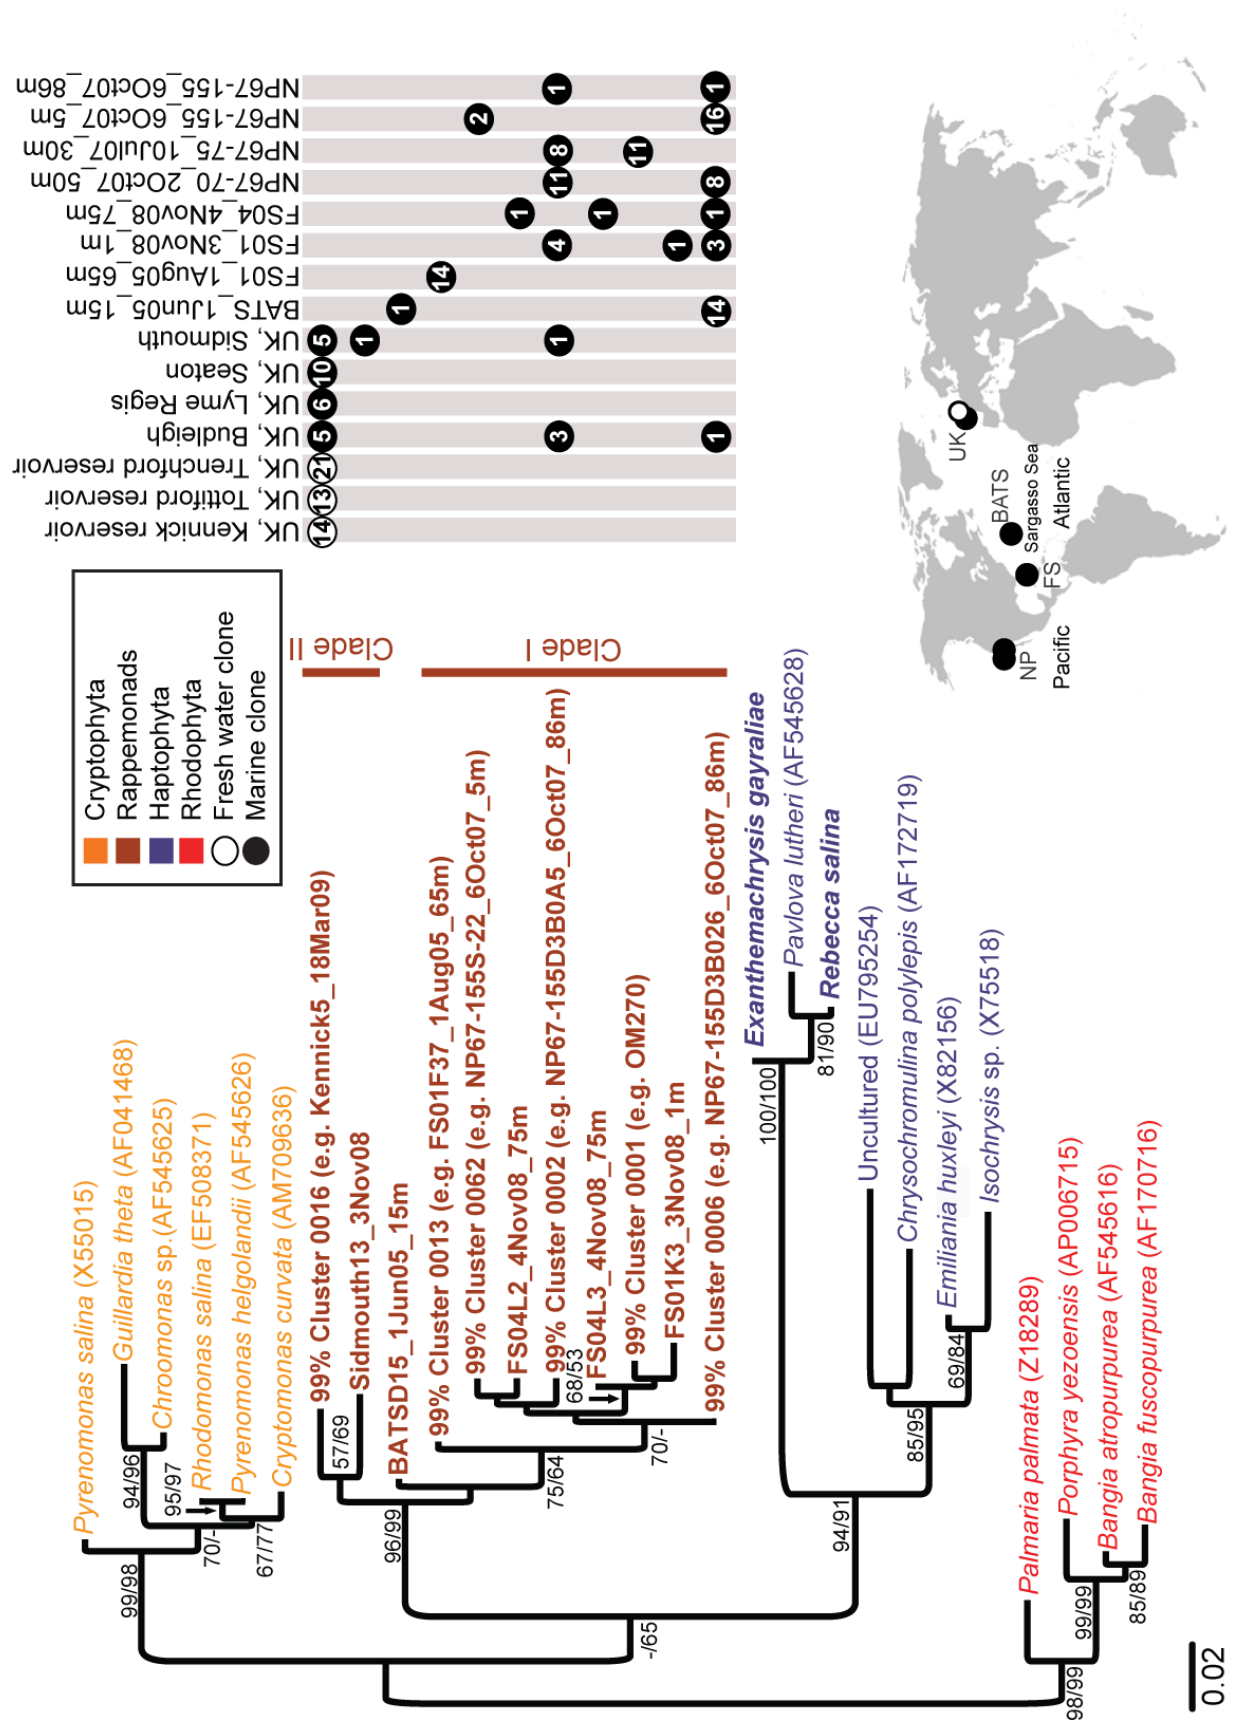 Pyrenomonas salina (X55015)
Guillardia theta (AF041468)
Chroomonas sp.(AF545625)
Rhodomonas salina (EF508371)
Pyrenomonas helgolandii (AF545626)
Cryptomonas curvata (AM709636)
99% Cluster 0016 (e.g. Kennick5_18Mar09)
Sidmouth13_3Nov08
BATSD15_1Jun05_15m
99% Cluster 0013 (e.g. FS01F37_1Aug05_65m)
99% Cluster 0062 (e.g. NP67-155S-22_6Oct07_5m)
FS04L2_4Nov08_75m
99% Cluster 0002 (e.g. NP67-155D3B0A5_6Oct07_86m)
FS04L3_4Nov08_75m
99% Cluster 0001 (e.g. OM270)
FS01K3_3Nov08_1m
99% Cluster 0006 (e.g. NP67-155D3B026_6Oct07_86m)
Exanthemachrysis gayraliae
Pavlova lutheri (AF545628)
Rebecca salina
Uncultured (EU795254)
Chrysochromulina polylepis (AF172719)
Emiliania huxleyi (X82156)
Isochrysis sp. (X75518)
Palmaria palmata (Z18289)
Porphyra yezoensis (AP006715)
Bangia atropurpurea (AF545616)
Bangia fuscopurpurea (AF170716)
99/98
94/96
95/97
70/-
67/77
57/69
96/99
75/64
68/53
70/-
-/65
100/100
81/90
94/91
85/95
69/84
98/99
99/99
85/89
0.02
Cryptophyta
Rappemonads
Haptophyta
Rhodophyta
Fresh water clone
Marine clone
Clade II
Clade I
UK, Kennick reservoir
UK, Tottiford reservoir
UK, Trenchford reservoir
UK, Budleigh
UK, Lyme Regis
UK, Seaton
UK, Sidmouth
BATS_1Jun05_15m
FS01_1Aug05_65m
FS01_3Nov08_1m
FS04_4Nov08_75m
NP67-70_2Oct07_50m
NP67-75_10Jul07_30m
NP67-155_6Oct07_5m
NP67-155_6Oct07_86m
14 13 21 5 6 10 5
1
1
14
2
1
3 1 4 11 8 1
1
11
1
1 14 3 1 8 16 1
NP
Pacific
FS
BATS
Sargasso Sea
Atlantic
UK